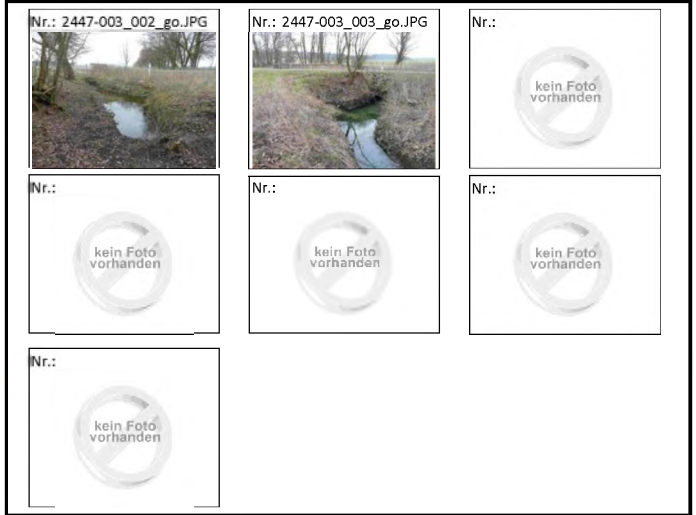 Nr.: 2447-003_002_go.JPG
Nr.: 2447-003_003_go.JPG
Nr.:
kein Foto
vorhanden
Nr.:
kein Foto
vorhanden
Nr.:
kein Foto
vorhanden
Nr.:
kein Foto
vorhanden
Nr.:
kein Foto
vorhanden